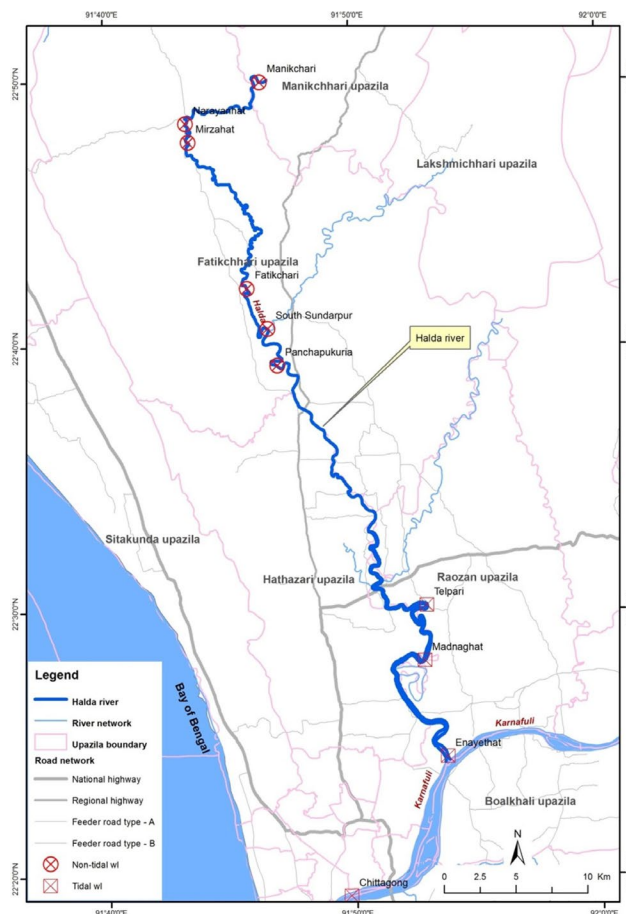 91°40'0"E
91°50'0"E
92°0'0"E
22°50'0"N
22°40'0"N
22°30'0"N
22°20'0"N
Manikchari
Manikchhari upazila
Narayanhat
Mirzahat
Lakshmichhari upazila
Fatikchhari upazila
Fatikchari
Halda
South Sundarpur
Panchapukuria
Halda river
Sitakunda upazila
Hathazari upazila
Raozan upazila
Telpari
Madnaghat
Bay of Bengal
Karnafuli
Enayethat
Karnafuli
Boalkhali upazila
Chittagong
Legend
Halda river
River network
Upazila boundary
Road network
National highway
Regional highway
Feeder road type - A
Feeder road type - B
Non-tidal wl
Tidal wl
N
0 2.5 5 10 Km
91°40'0"E
91°50'0"E
92°0'0"E